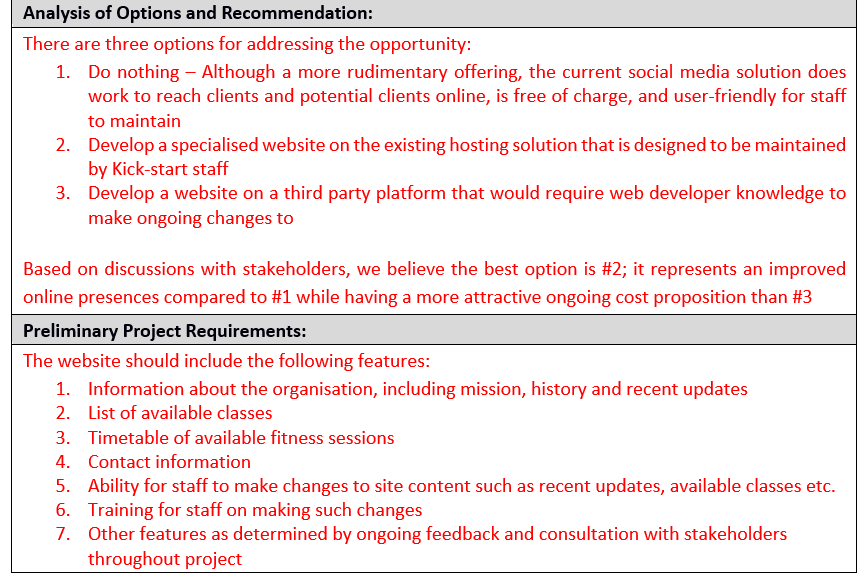 Analysis of Options and Recommendation:
There are three options for addressing the opportunity:
1. Do nothing – Although a more rudimentary offering, the current social media solution does
work to reach clients and potential clients online, is free of charge, and user-friendly for staff
to maintain
2. Develop a specialised website on the existing hosting solution that is designed to be maintained
by Kick-start staff
3. Develop a website on a third party platform that would require web developer knowledge to
make ongoing changes to
Based on discussions with stakeholders, we believe the best option is #2; it represents an improved
online presences compared to #1 while having a more attractive ongoing cost proposition than #3
Preliminary Project Requirements:
The website should include the following features:
1. Information about the organisation, including mission, history and recent updates
2. List of available classes
3. Timetable of available fitness sessions
4. Contact information
5. Ability for staff to make changes to site content such as recent updates, available classes etc.
6. Training for staff on making such changes
7. Other features as determined by ongoing feedback and consultation with stakeholders
throughout project